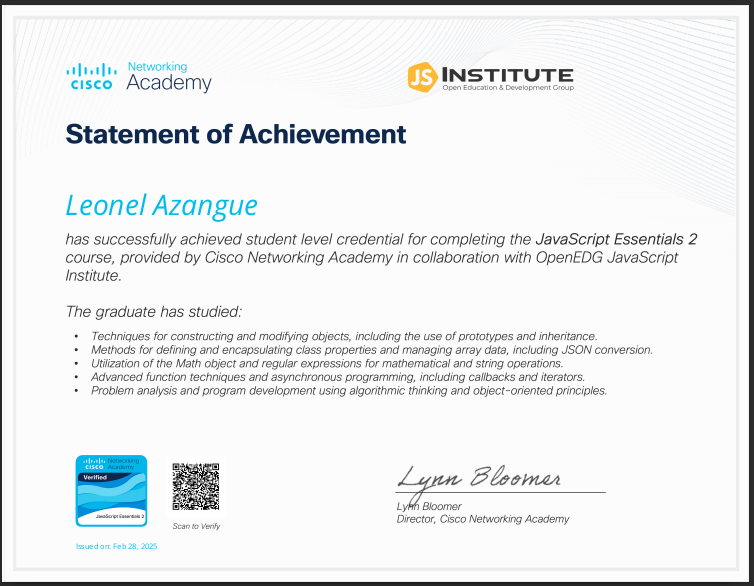 cisco
Networking
Academy
JS INSTITUTE
Open Education & Development Group
Statement of Achievement
Leonel Azangue
has successfully achieved student level credential for completing the JavaScript Essentials 2
course, provided by Cisco Networking Academy in collaboration with OpenEDG JavaScript
Institute.
The graduate has studied:
• Techniques for constructing and modifying objects, including the use of prototypes and inheritance.
• Methods for defining and encapsulating class properties and managing array data, including JSON conversion.
• Utilization of the Math object and regular expressions for mathematical and string operations.
• Advanced function techniques and asynchronous programming, including callbacks and iterators.
• Problem analysis and program development using algorithmic thinking and object-oriented principles.
cisco
Networking
Academy
Verified
JavaScript Essentials 2
Scan to Verify
Issued on: Feb 28, 2025
Lynn Bloomer
Lynn Bloomer
Director, Cisco Networking Academy